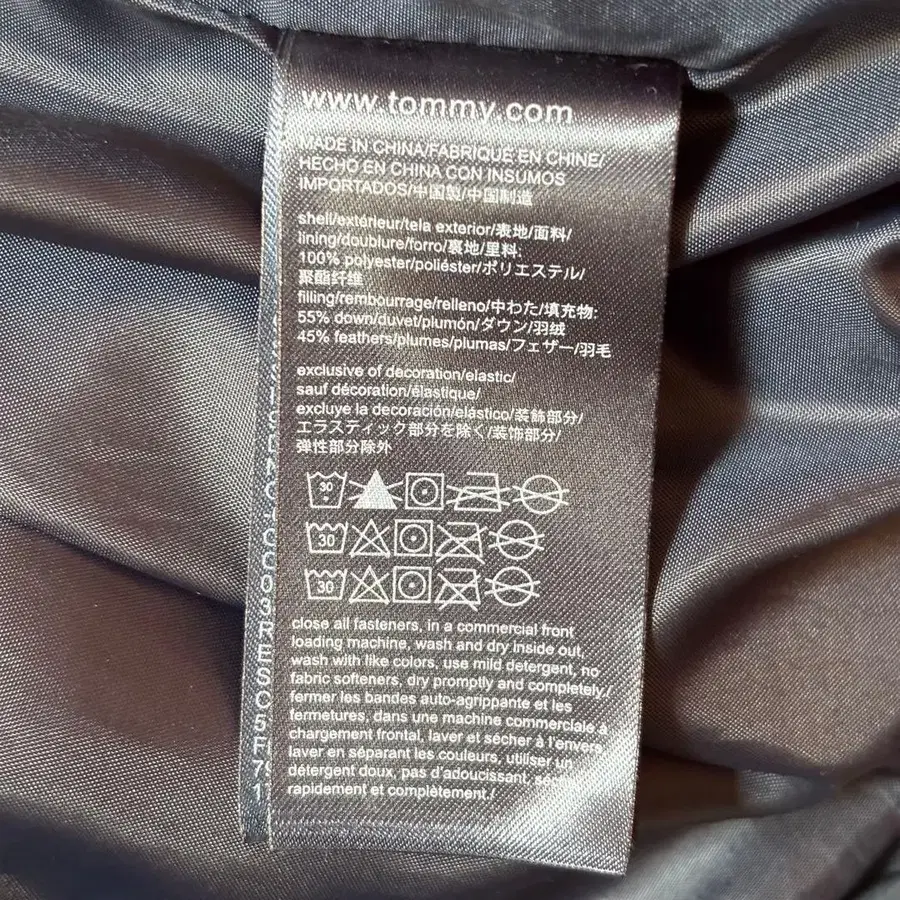 www.tommy.com
MADE IN CHINA/FABRIQUE EN CHINE/
HECHO EN CHINA CON INSUMOS
IMPORTADOS/中国製/中国制造
shell/extérieur/tela exterior/表地/面料/
lining/doublure/forro/裏地/里料:
100% polyester/poliéster/ポリエステル/
聚酯纤维
filling/rembourrage/relleno/中わた/填充物:
55% down/duvet/plumón/ダウン/羽绒
45% feathers/plumes/plumas/フェザー/羽毛
exclusive of decoration/elastic/
sauf décoration/élastique/
excluye la decoración/elástico/装飾部分/
エラスティック部分を除く/装饰部分/
弹性部分除外
30
30
30
close all fasteners, in a commercial front
loading machine, wash and dry inside out,
wash with like colors, use mild detergent, no
fabric softeners, dry promptly and completely./
fermer les bandes auto-agrippante et les
fermetures, dans une machine commerciale à
chargement frontal, laver et sécher à l'envers,
laver en séparant les couleurs, utiliser un
détergent doux, pas d'adoucissant,
rapidement et complètement./